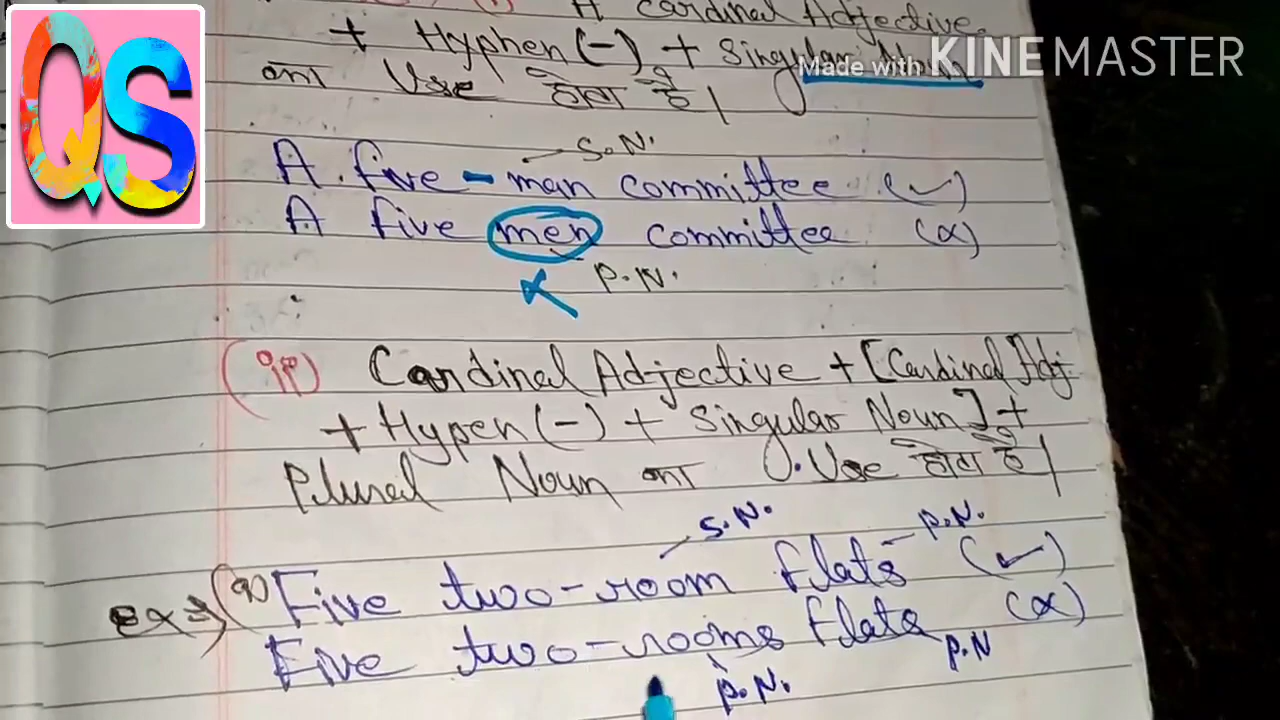 (i) A Cardinal Adjective
+ Hyphen (-) + Singular Noun
का Use होता है।
Made with KINEMASTER
QS
S.N.
A five-man committee (✓)
A five men committee (x)
P.N.
(ii) Cardinal Adjective + [Cardinal Adj.
+ Hypen (-) + Singular Noun] +
Plural Noun का Use होता है।
S.N. P.N.
ex⇒ (a) Five two-room flats (✓)
Five two-rooms flats (x)
P.N. P.N